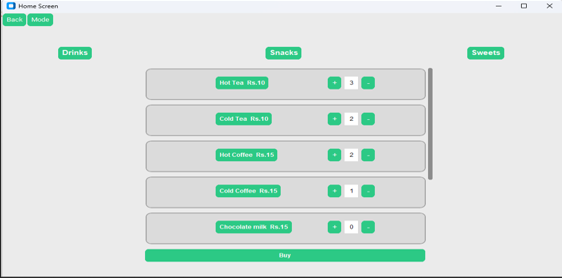 Home Screen
Back Mode
Drinks Snacks Sweets
Hot Tea Rs.10 + 3 -
Cold Tea Rs.10 + 2 -
Hot Coffee Rs.15 + 2 -
Cold Coffee Rs.15 + 1 -
Chocolate milk Rs.15 + 0 -
Buy